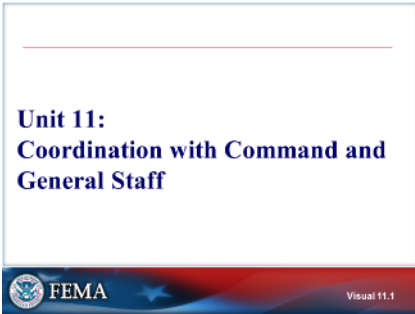 Unit 11:
Coordination with Command and
General Staff
FEMA
Visual 11.1